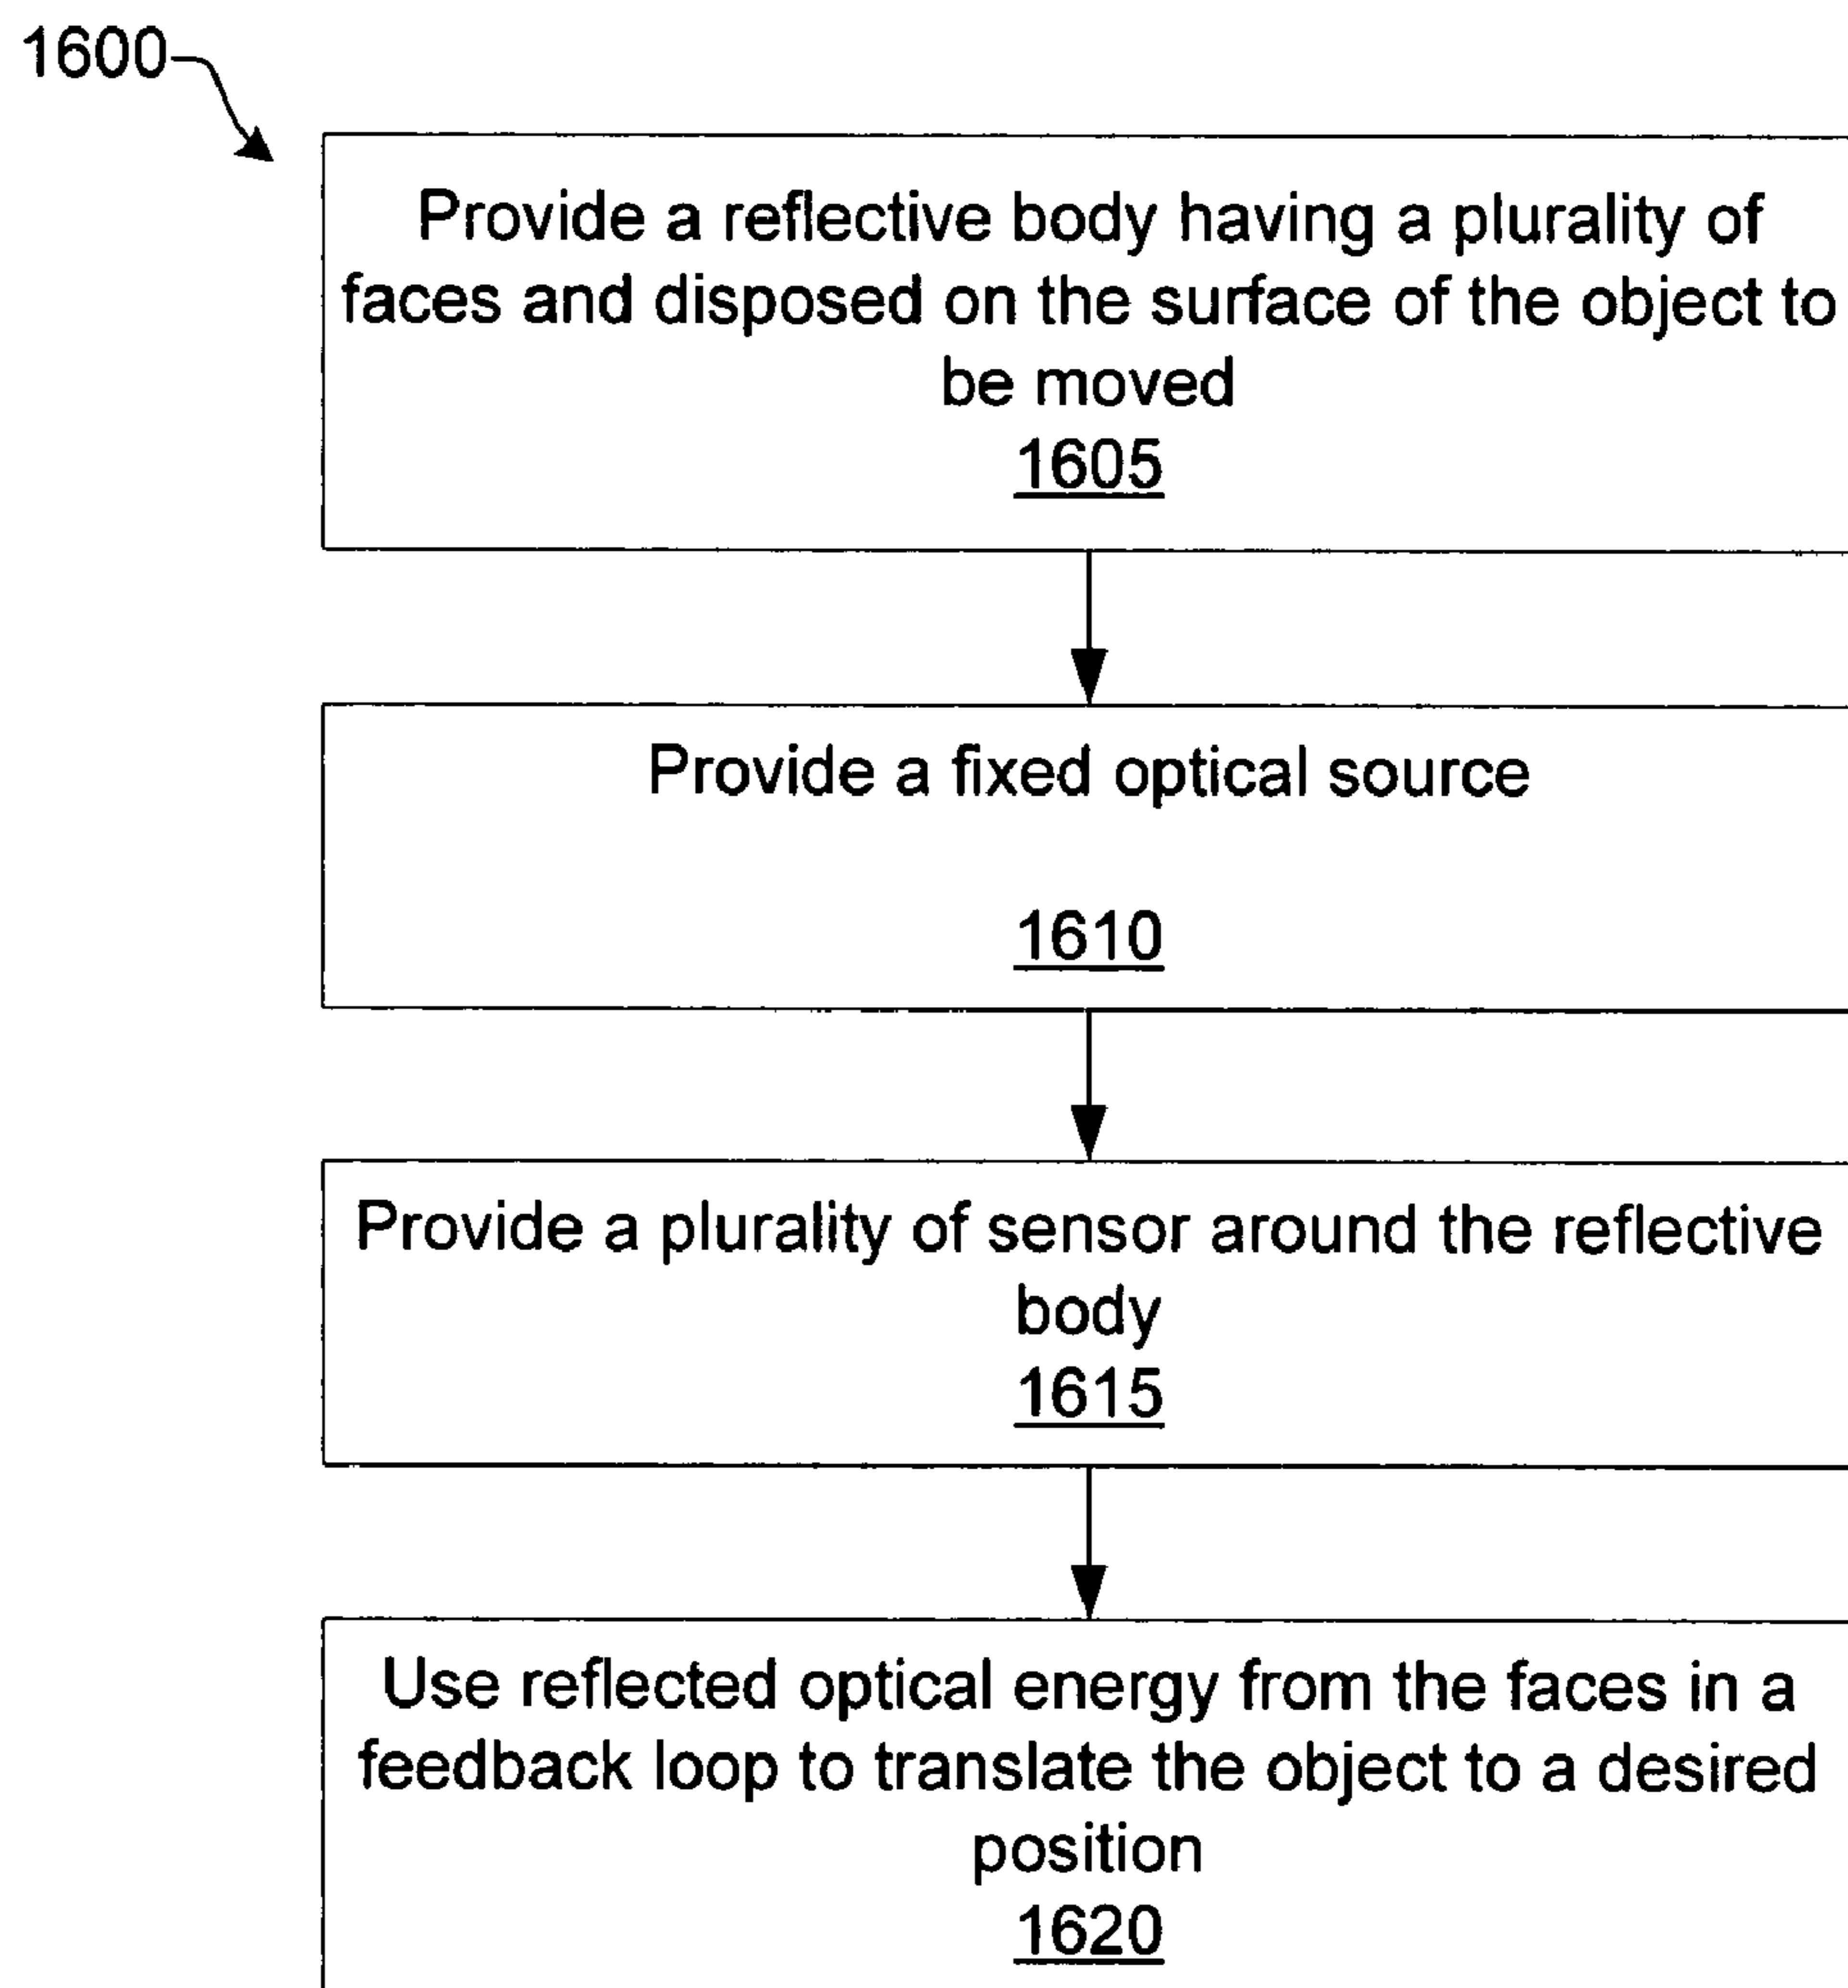 1600
Provide a reflective body having a plurality of
faces and disposed on the surface of the object to
be moved
1605
Provide a fixed optical source
1610
Provide a plurality of sensor around the reflective
body
1615
Use reflected optical energy from the faces in a
feedback loop to translate the object to a desired
position
1620